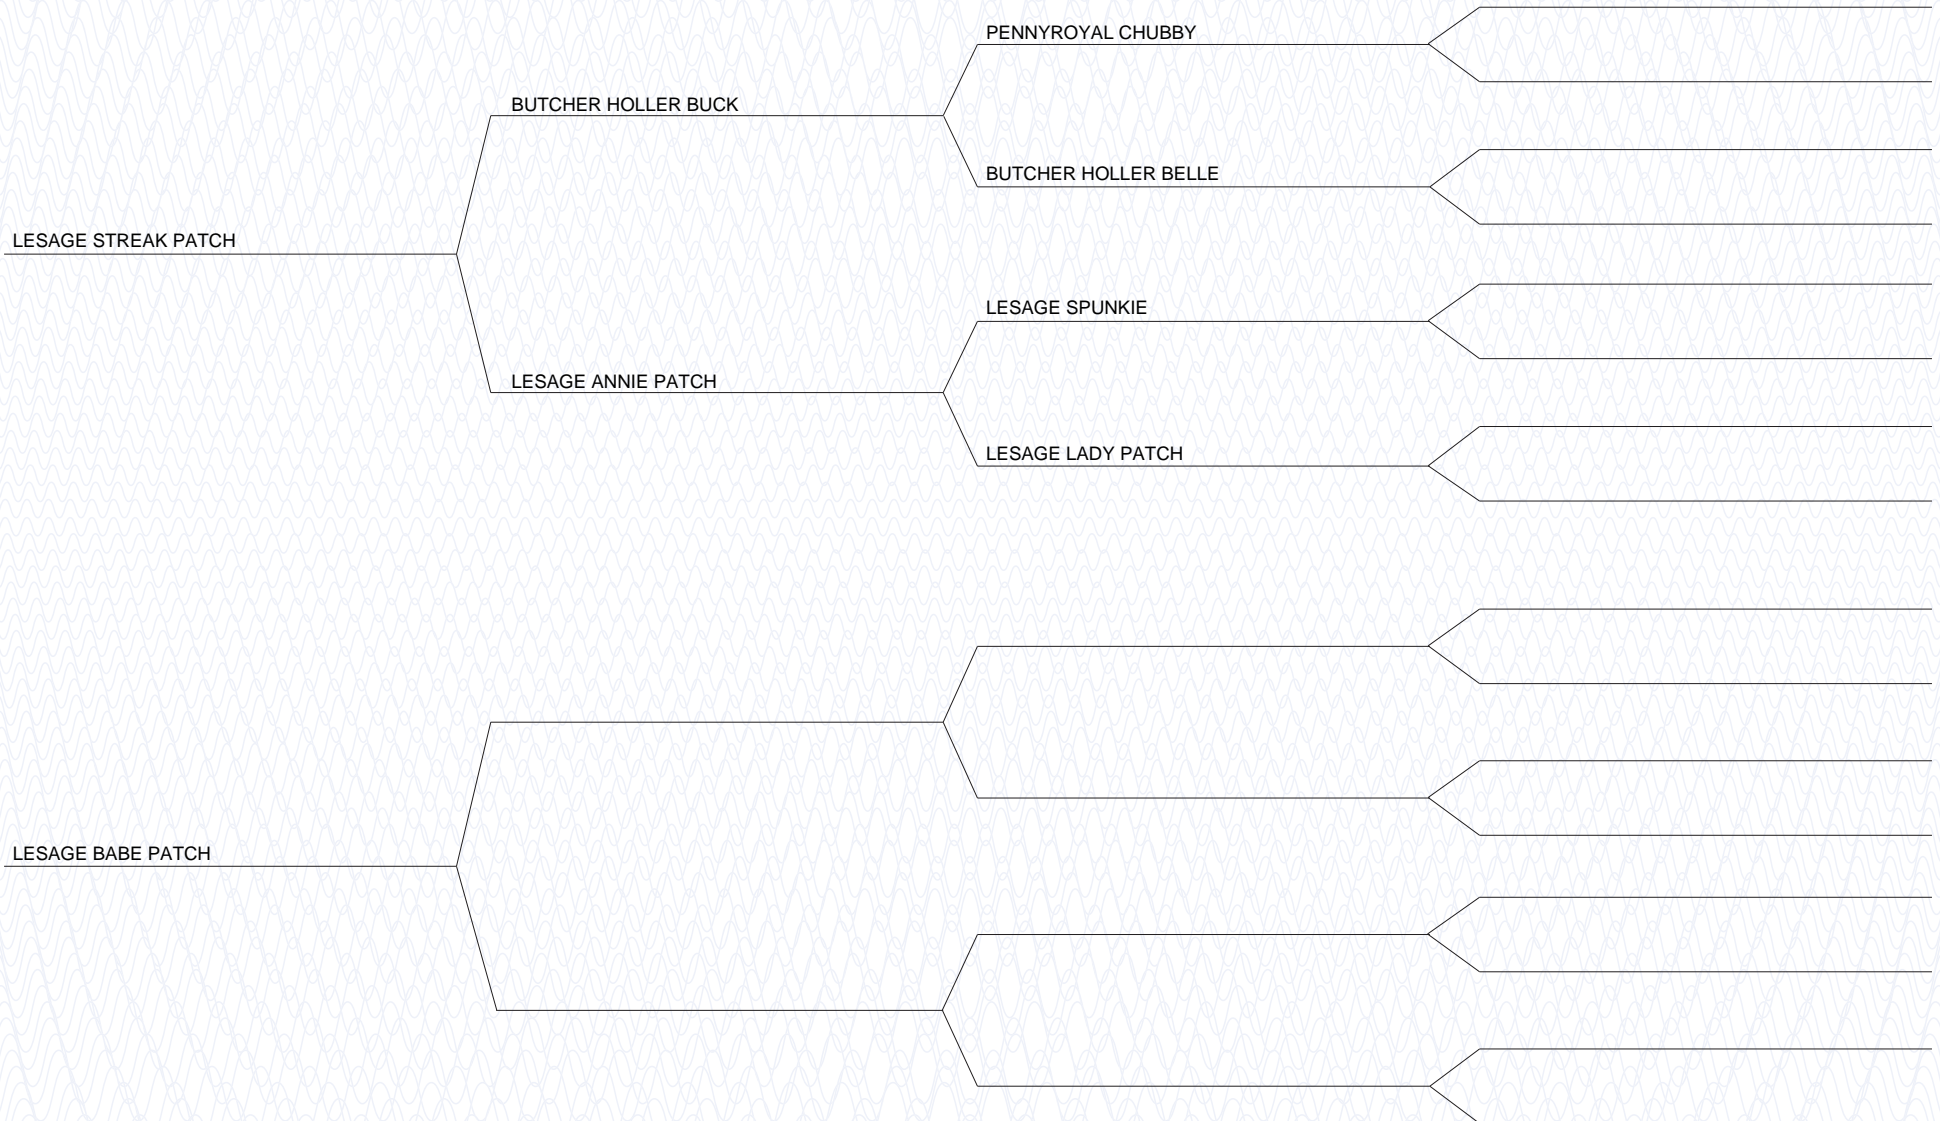 PENNYROYAL CHUBBY
BUTCHER HOLLER BUCK
BUTCHER HOLLER BELLE
LESAGE STREAK PATCH
LESAGE SPUNKIE
LESAGE ANNIE PATCH
LESAGE LADY PATCH
LESAGE BABE PATCH